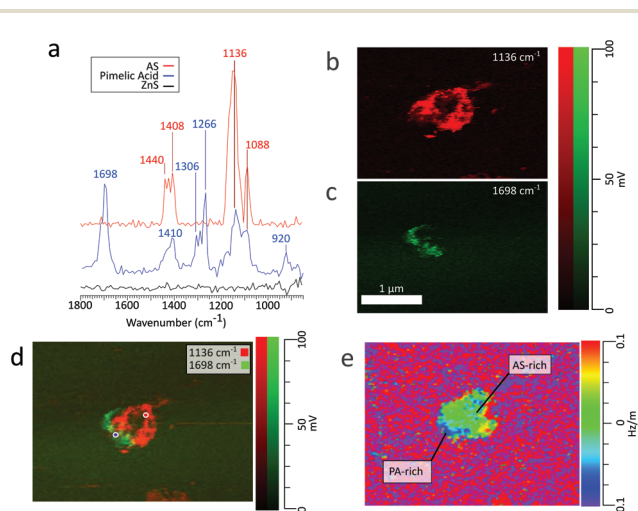 a
AS
Pimelic Acid
ZnS
1136
1408
1440
1266
1306
1088
1698
1410
920
1800 1600 1400 1200 1000
Wavenumber (cm-1)
b
1136 cm-1
c
1698 cm-1
1 µm
100
50
0
mV
d
1136 cm-1
1698 cm-1
100
50
0
mV
e
AS-rich
PA-rich
0.1
0
0.1
Hz/m